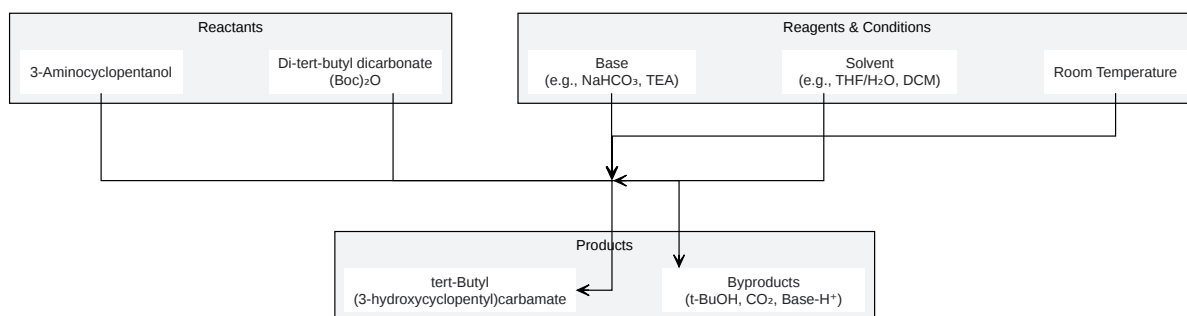 Reactants
3-Aminocyclopentanol
Di-tert-butyl dicarbonate
(Boc)₂O
Reagents & Conditions
Base
(e.g., NaHCO₃, TEA)
Solvent
(e.g., THF/H₂O, DCM)
Room Temperature
Products
tert-Butyl
(3-hydroxycyclopentyl)carbamate
Byproducts
(t-BuOH, CO₂, Base-H⁺)